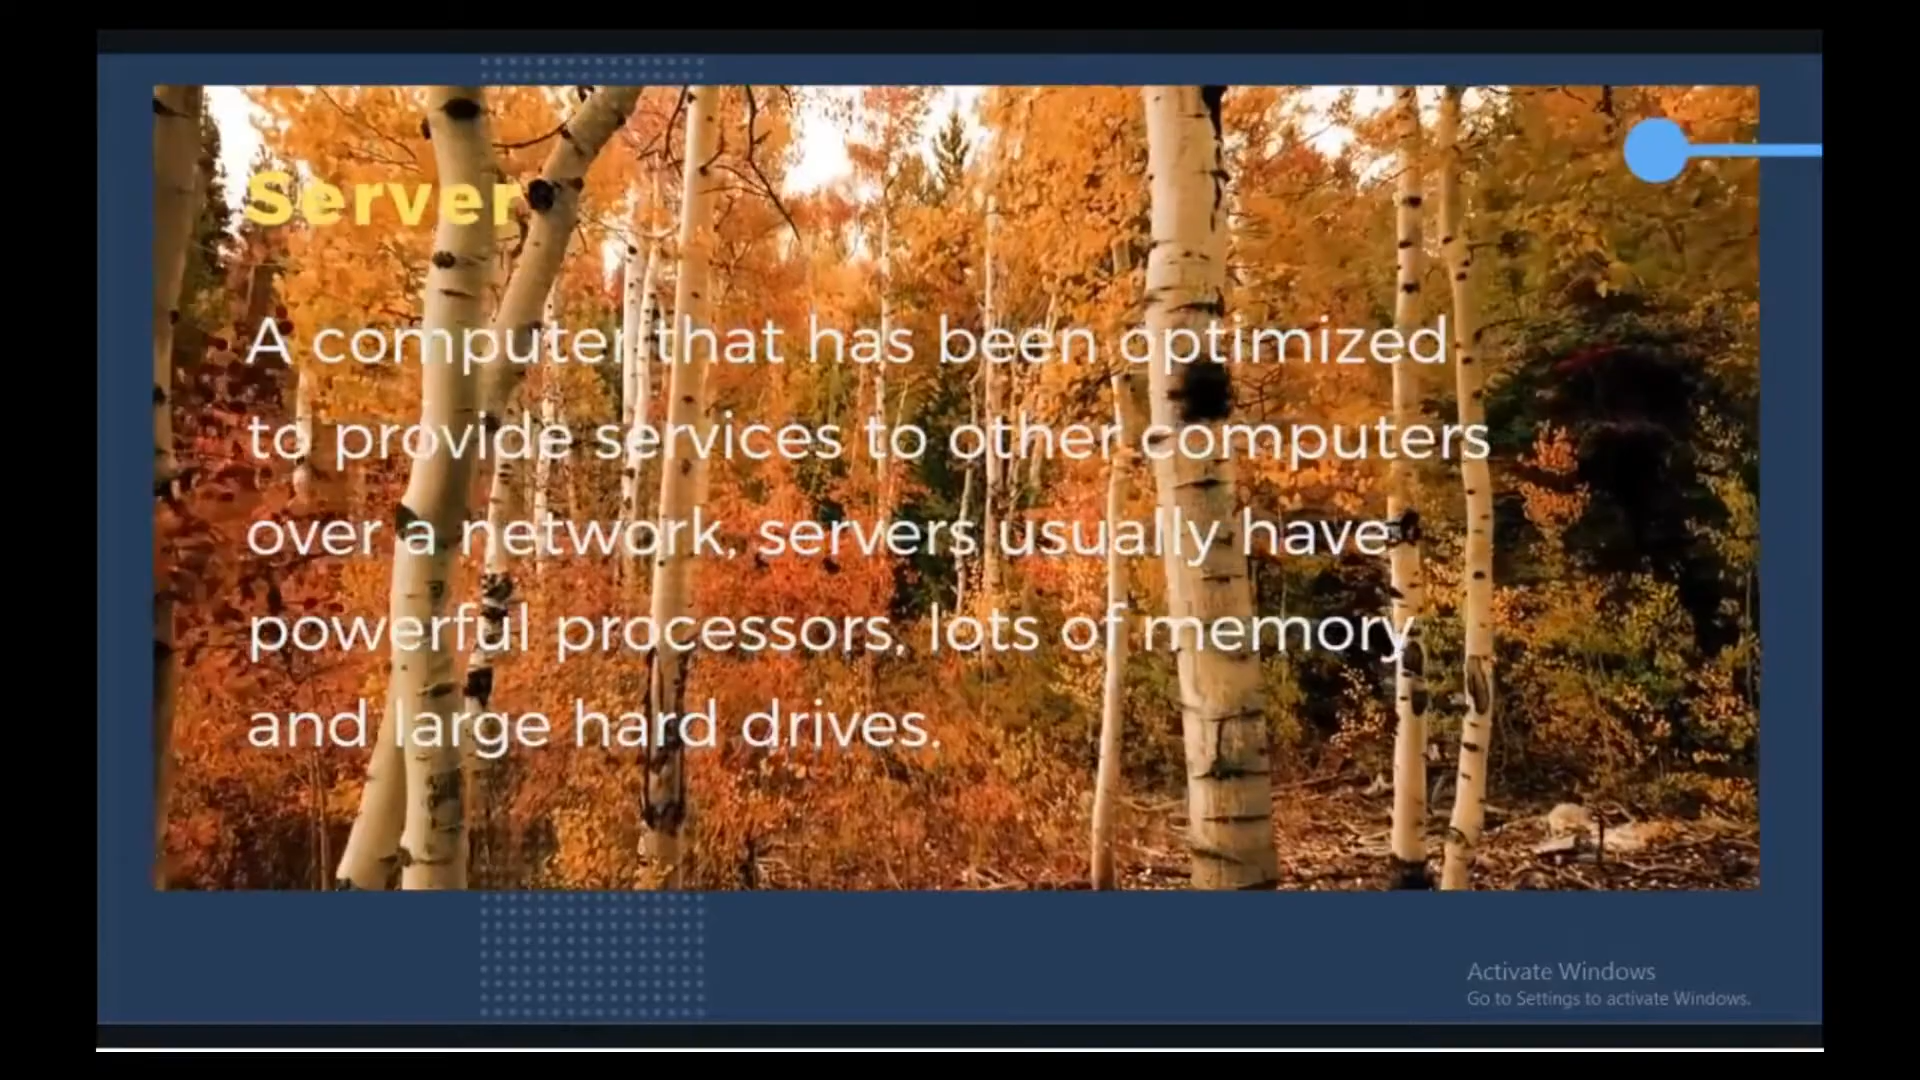 Server
A computer that has been optimized
to provide services to other computers
over a network, servers usually have
powerful processors, lots of memory
and large hard drives.
Activate Windows
Go to Settings to activate Windows.